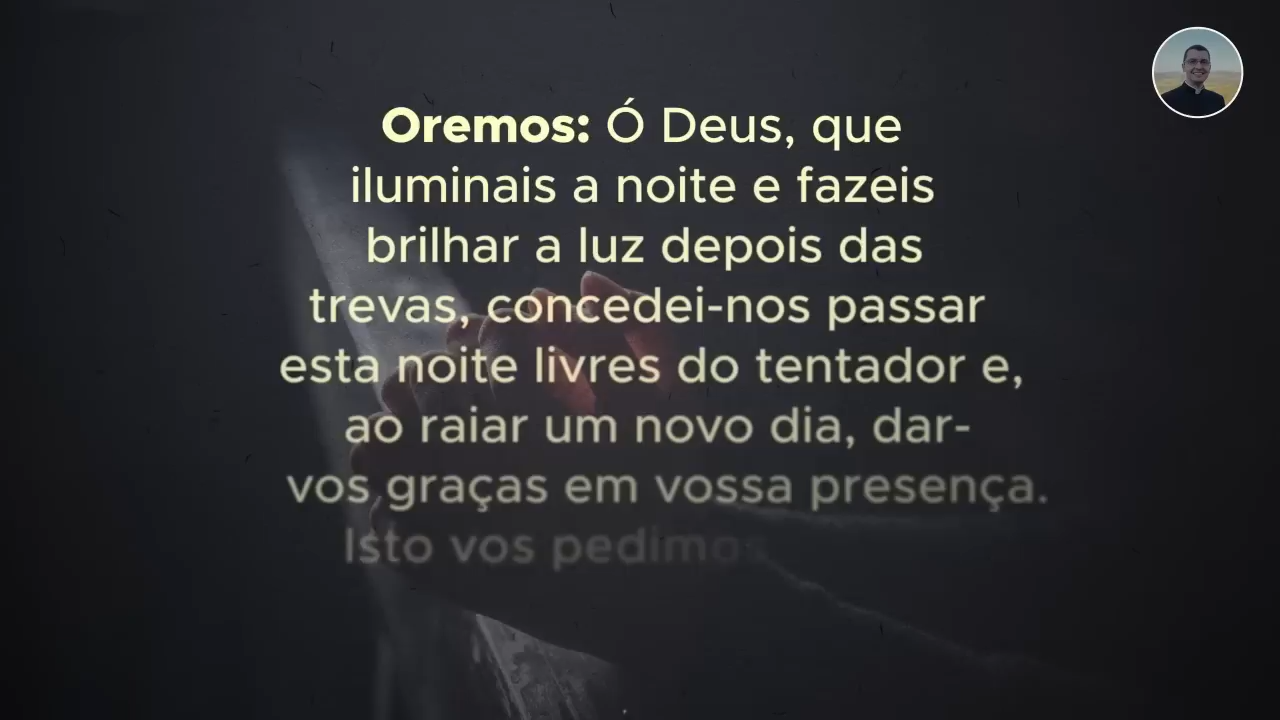 Oremos: Ó Deus, que
iluminais a noite e fazeis
brilhar a luz depois das
trevas, concedei-nos passar
esta noite livres do tentador e,
ao raiar um novo dia, dar-
vos graças em vossa presença.
Isto vos pedimos